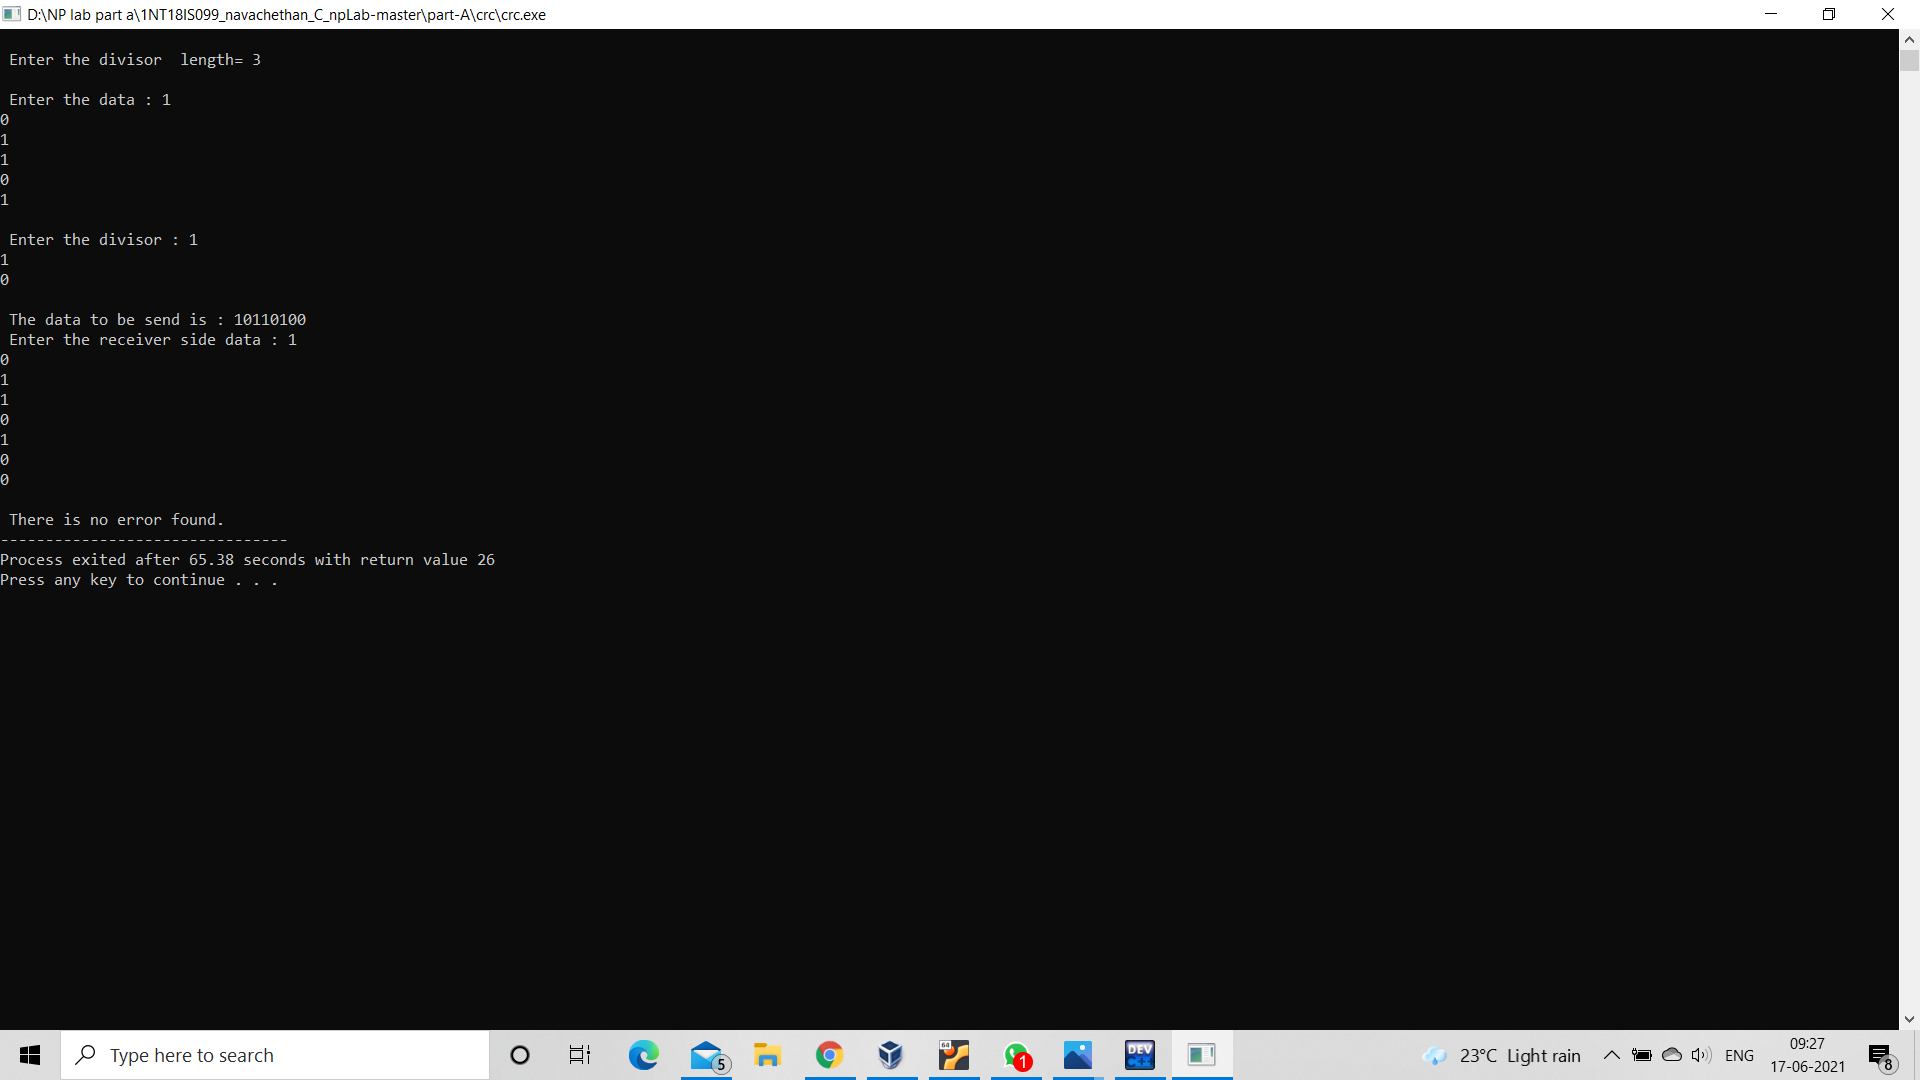 D:\NP lab part a\1NT18IS099_navachethan_C_npLab-master\part-A\crc\crc.exe
Enter the divisor  length= 3
Enter the data : 1
0
1
1
0
1
Enter the divisor : 1
1
0
The data to be send is : 10110100
Enter the receiver side data : 1
0
1
1
0
1
0
0
There is no error found.
--------------------------------
Process exited after 65.38 seconds with return value 26
Press any key to continue . . .
Type here to search
5
64
1
DEV
C++
23°C Light rain
ENG
09:27
17-06-2021
8